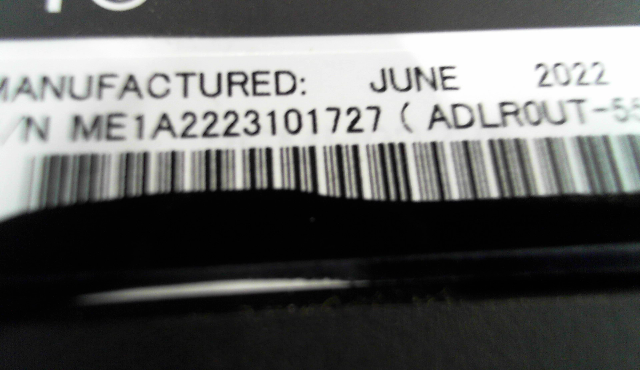 MANUFACTURED: JUNE 2022
/N ME1A2223101727 ( ADLR0UT-55